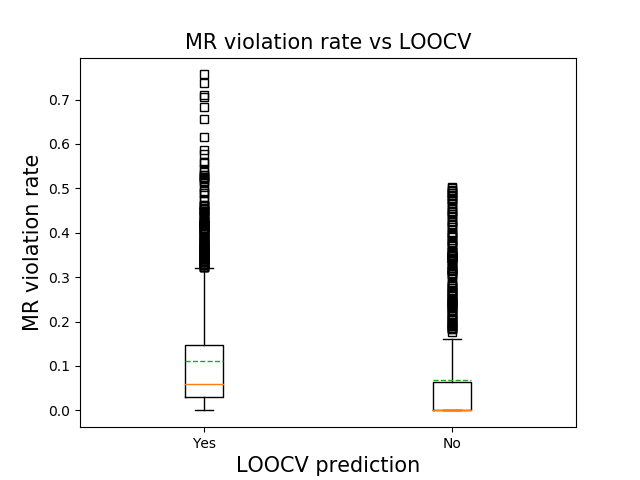 MR violation rate vs LOOCV
MR violation rate
0.7
0.6
0.5
0.4
0.3
0.2
0.1
0.0
Yes
No
LOOCV prediction